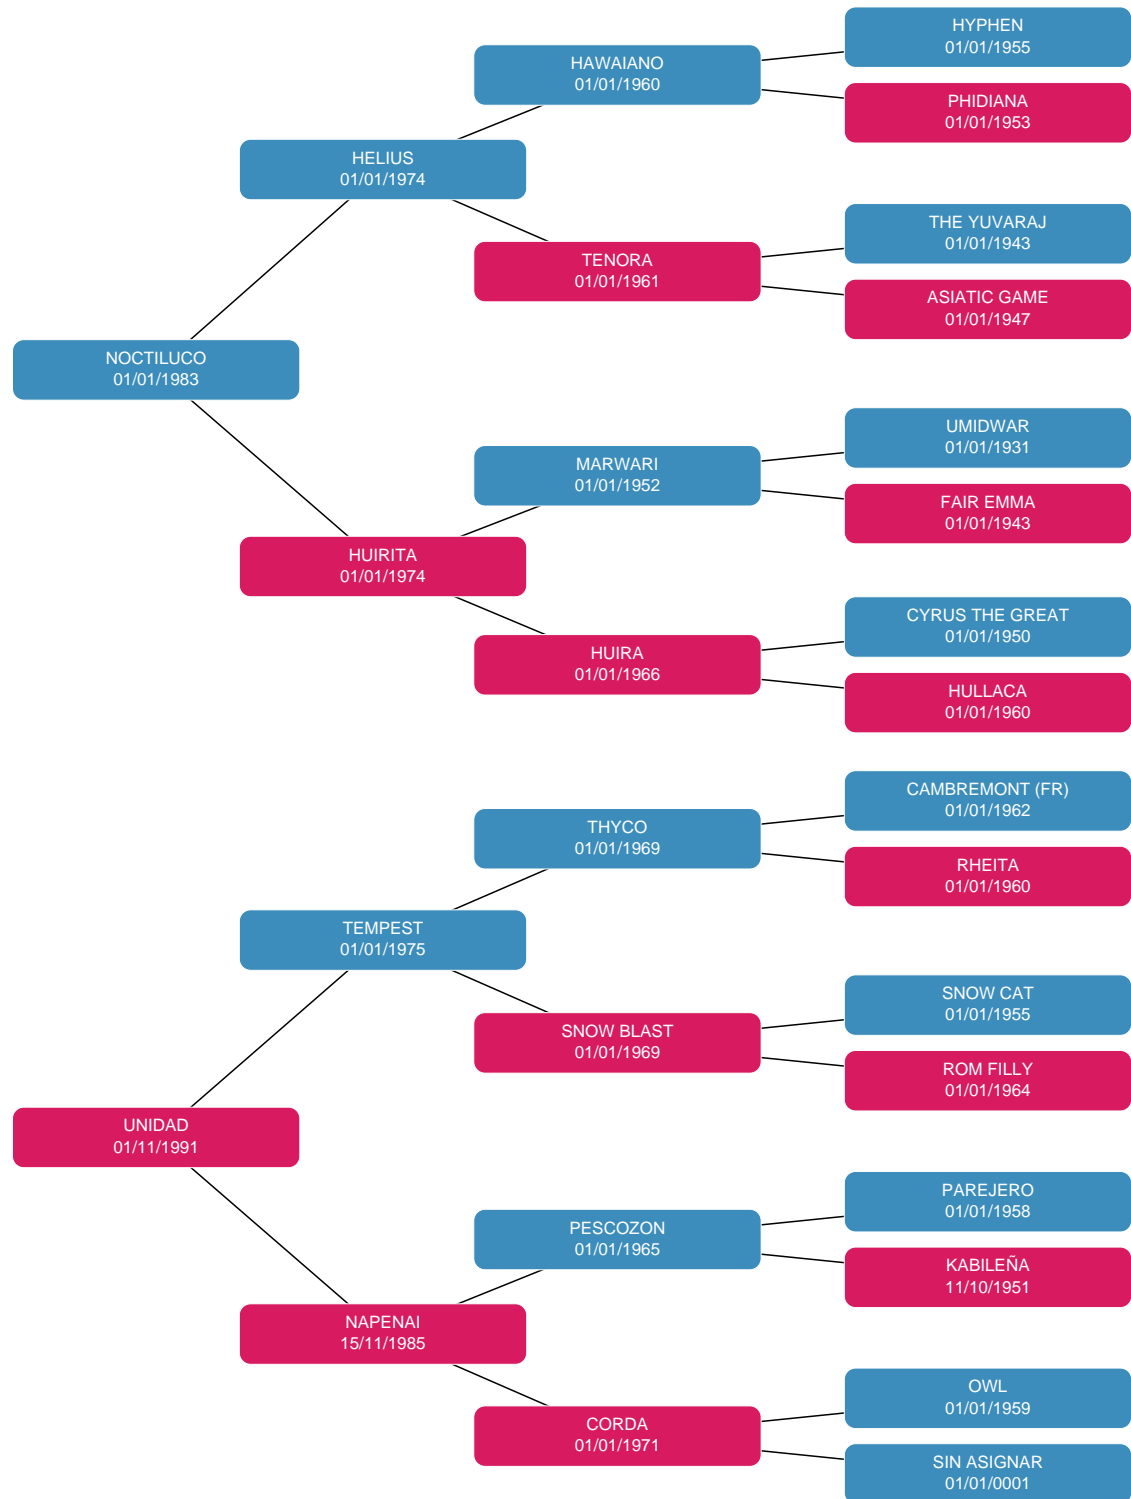 HYPHEN
01/01/1955
HAWAIANO
01/01/1960
PHIDIANA
01/01/1953
HELIUS
01/01/1974
THE YUVARAJ
01/01/1943
TENORA
01/01/1961
ASIATIC GAME
01/01/1947
NOCTILUCO
01/01/1983
UMIDWAR
01/01/1931
MARWARI
01/01/1952
FAIR EMMA
01/01/1943
HUIRITA
01/01/1974
CYRUS THE GREAT
01/01/1950
HUIRA
01/01/1966
HULLACA
01/01/1960
CAMBREMONT (FR)
01/01/1962
THYCO
01/01/1969
RHEITA
01/01/1960
TEMPEST
01/01/1975
SNOW CAT
01/01/1955
SNOW BLAST
01/01/1969
ROM FILLY
01/01/1964
UNIDAD
01/11/1991
PAREJERO
01/01/1958
PESCOZON
01/01/1965
KABILEÑA
11/10/1951
NAPENAI
15/11/1985
OWL
01/01/1959
CORDA
01/01/1971
SIN ASIGNAR
01/01/0001